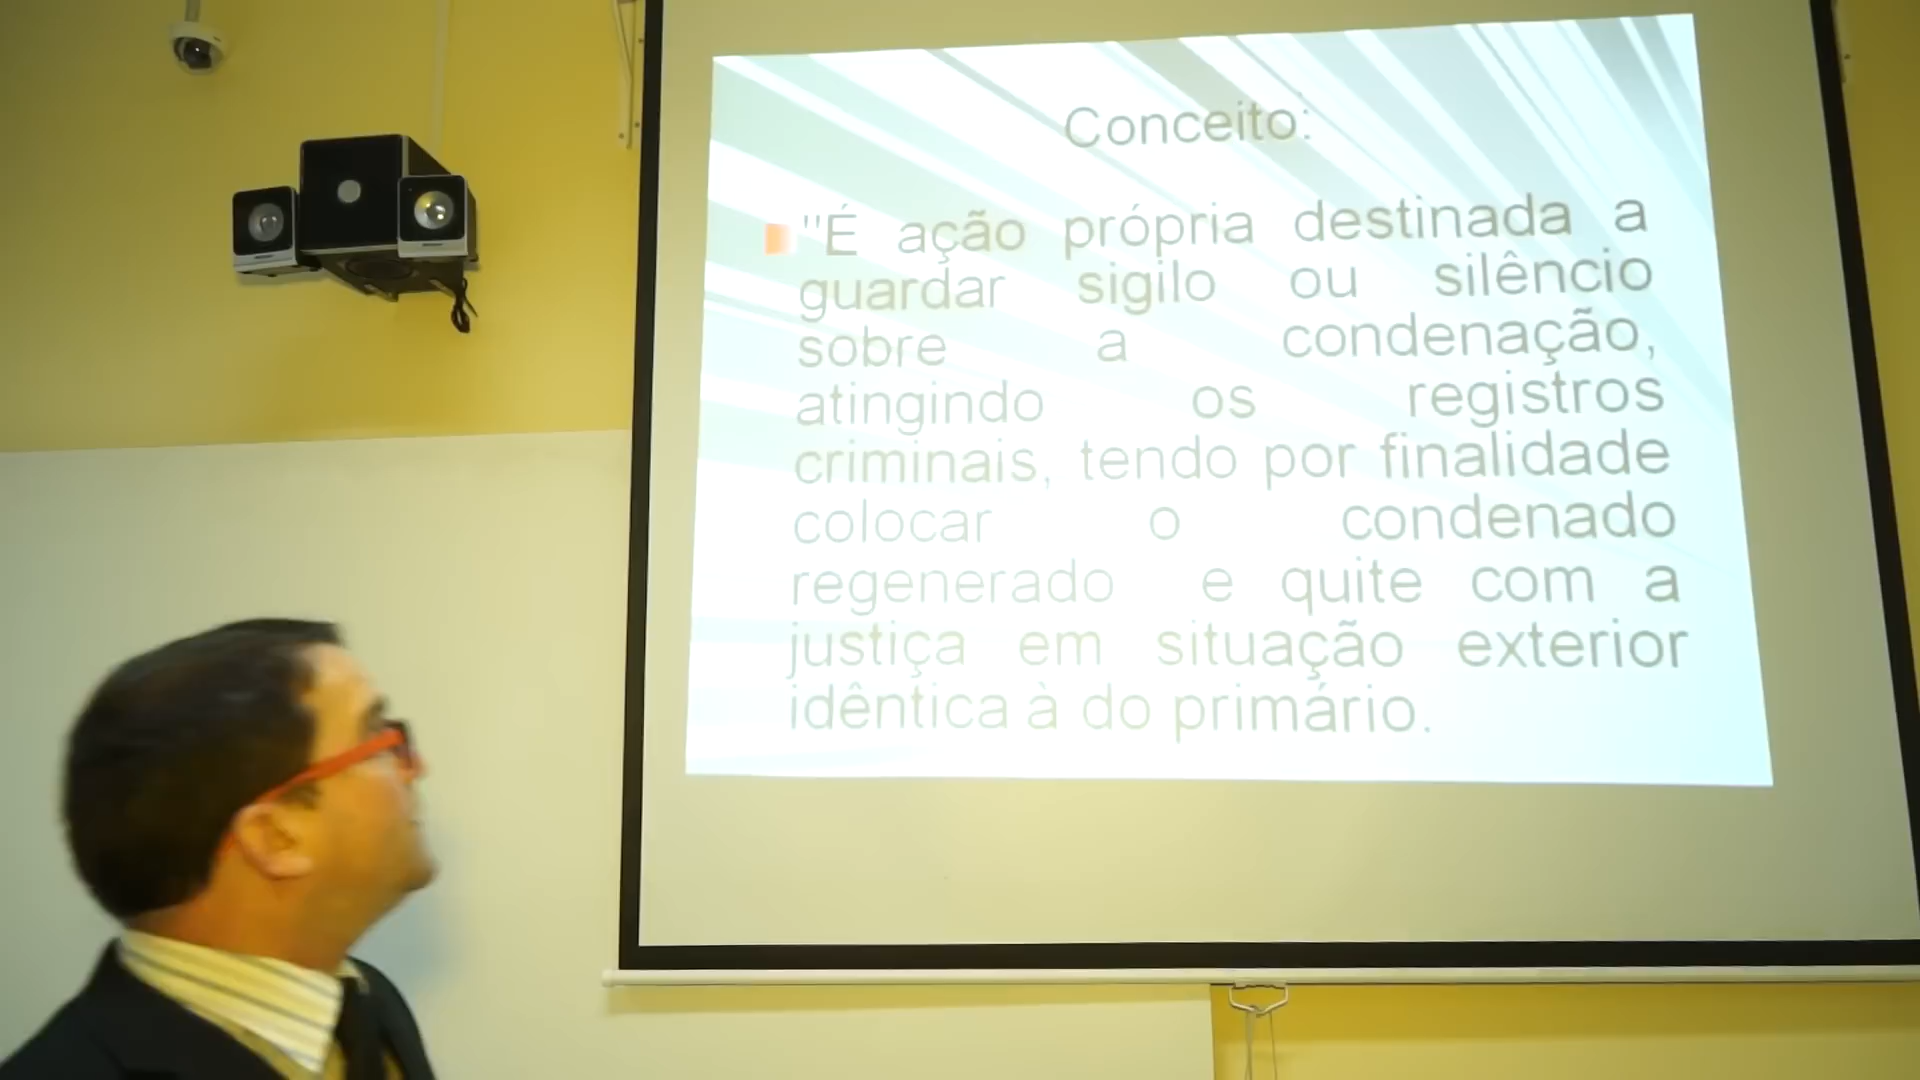 Conceito:
"É ação própria destinada a
guardar sigilo ou silêncio
sobre a condenação,
atingindo os registros
criminais, tendo por finalidade
colocar o condenado
regenerado e quite com a
justiça em situação exterior
idêntica à do primário.